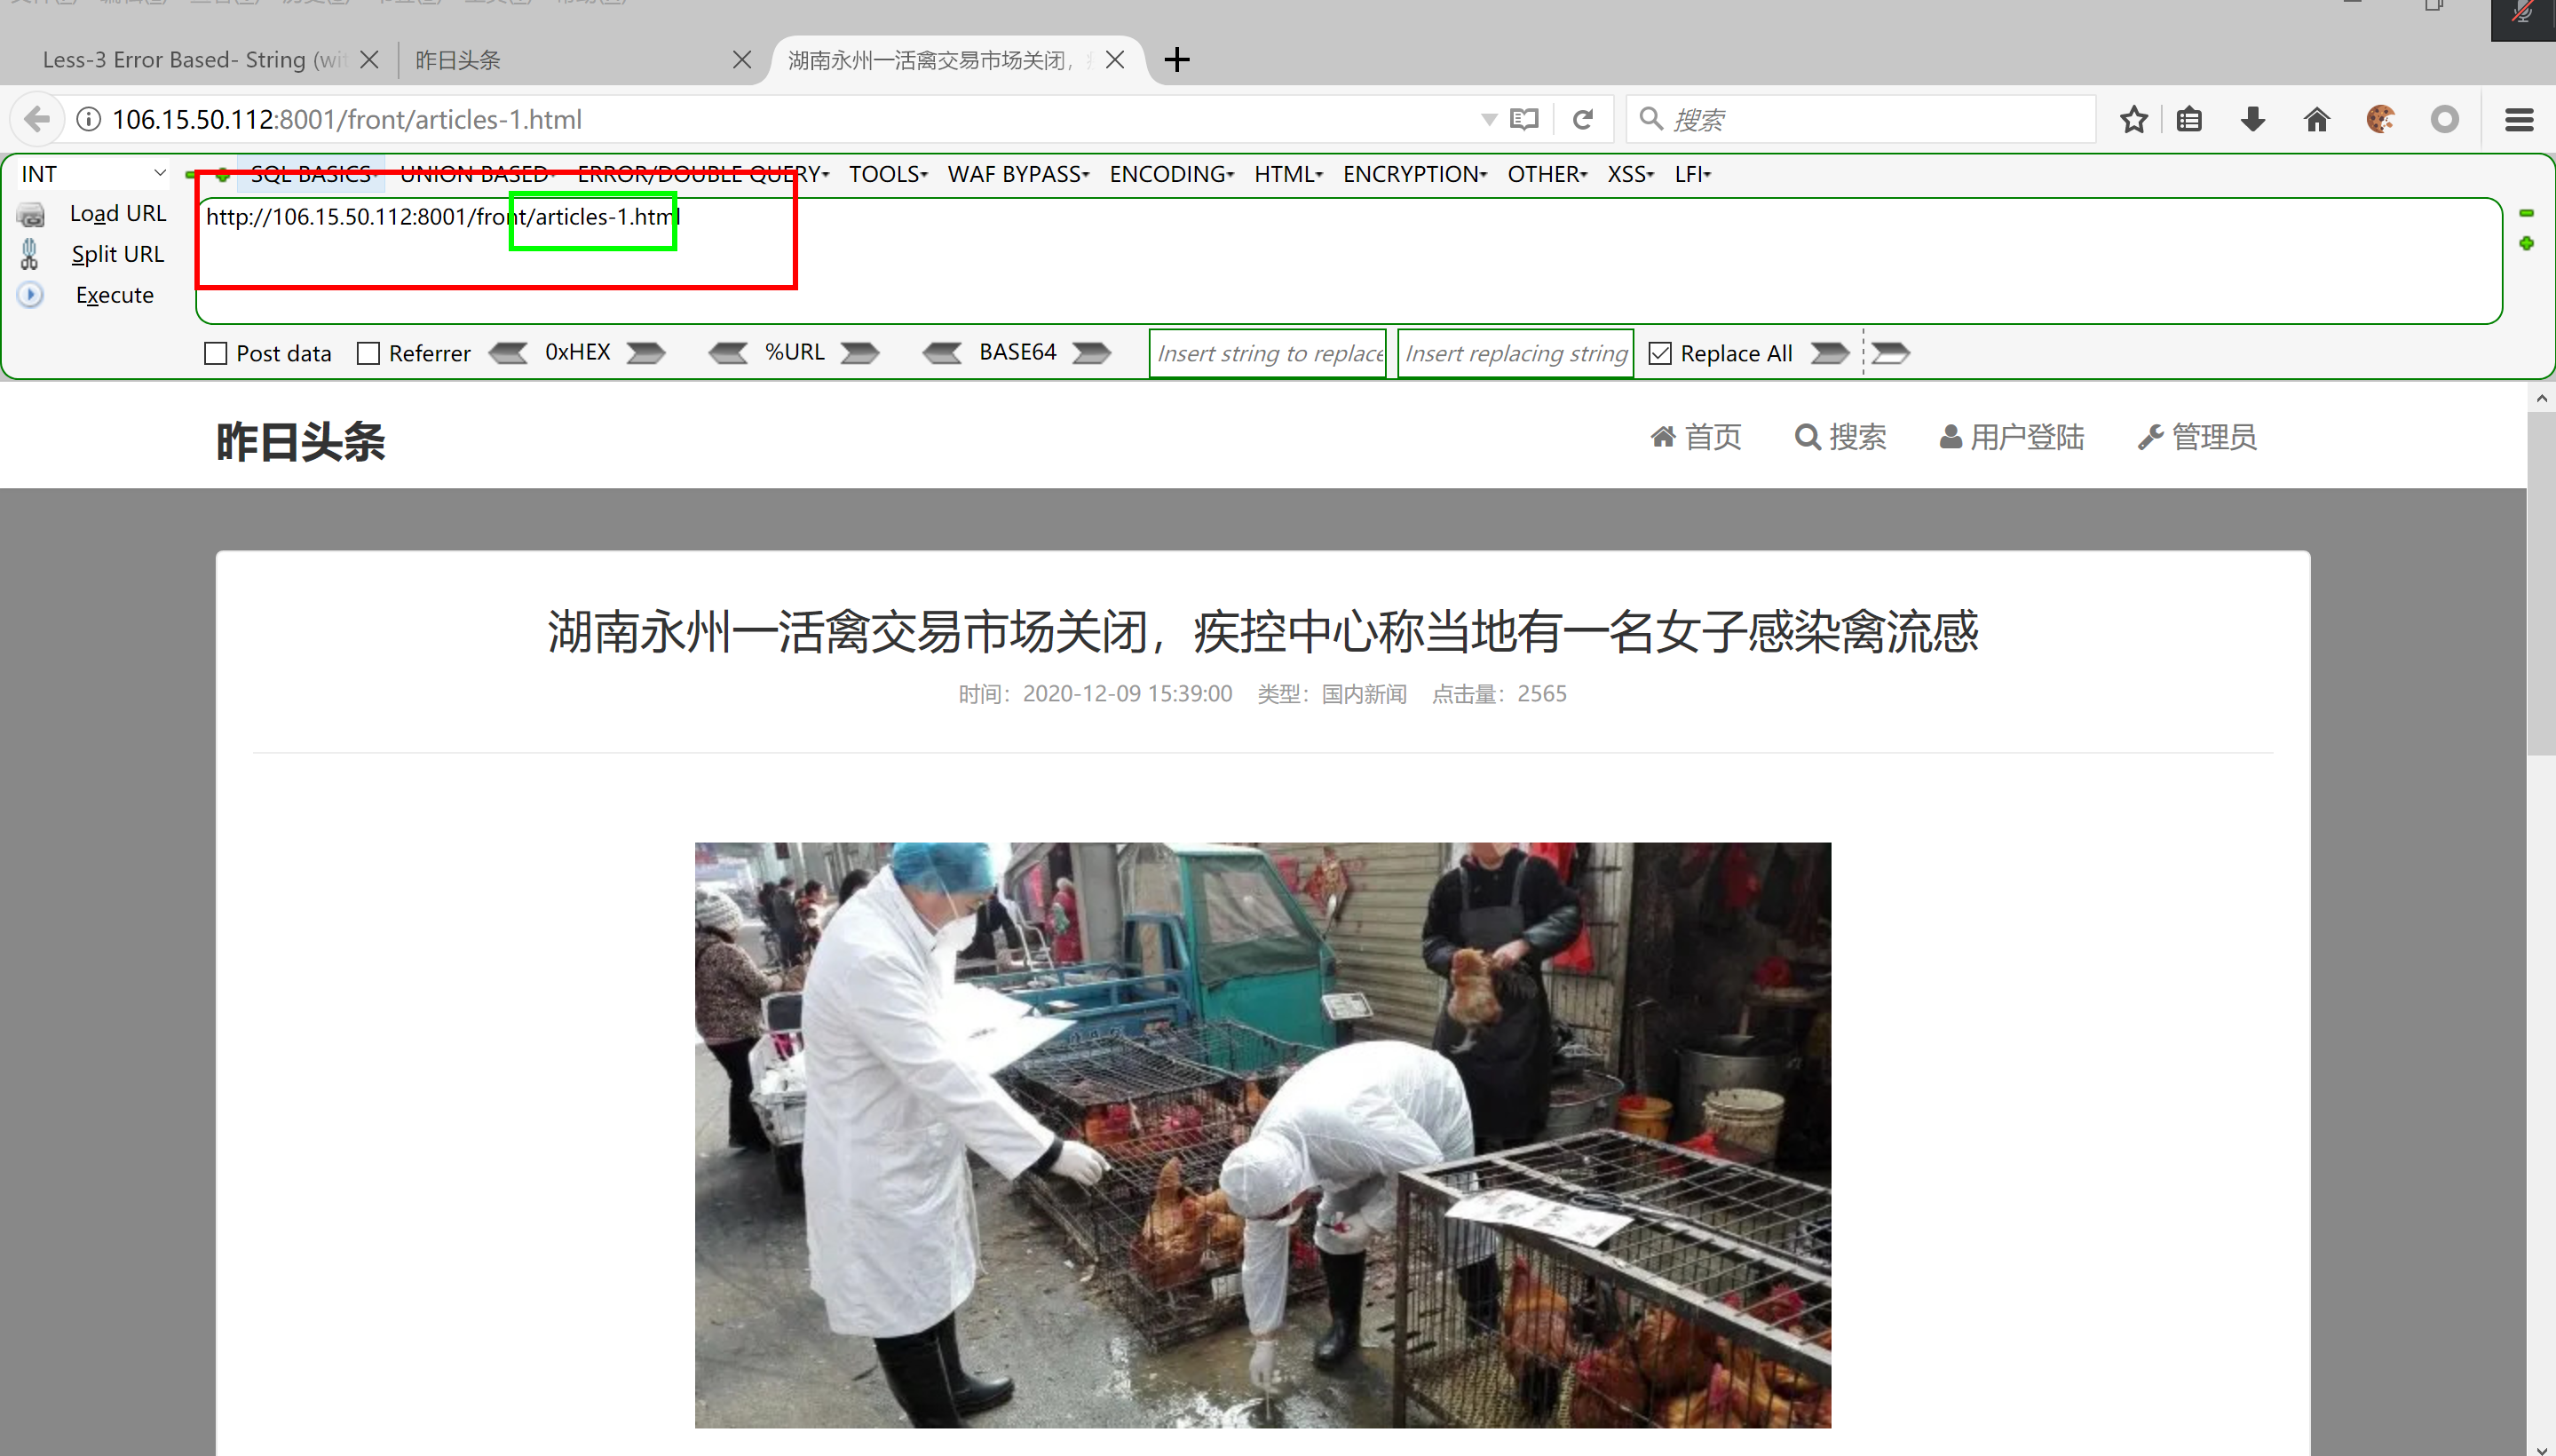 Less-3 Error Based- String (wit
昨日头条
湖南永州一活禽交易市场关闭，
106.15.50.112:8001/front/articles-1.html
搜索
INT
SQL BASICS
UNION BASED
ERROR/DOUBLE QUERY
TOOLS
WAF BYPASS
ENCODING
HTML
ENCRYPTION
OTHER
XSS
LFI
Load URL
http://106.15.50.112:8001/front/articles-1.html
Split URL
Execute
Post data
Referrer
0xHEX
%URL
BASE64
Insert string to replace
Insert replacing string
Replace All
昨日头条
首页
搜索
用户登陆
管理员
湖南永州一活禽交易市场关闭，疾控中心称当地有一名女子感染禽流感
时间：2020-12-09 15:39:00 类型：国内新闻 点击量：2565